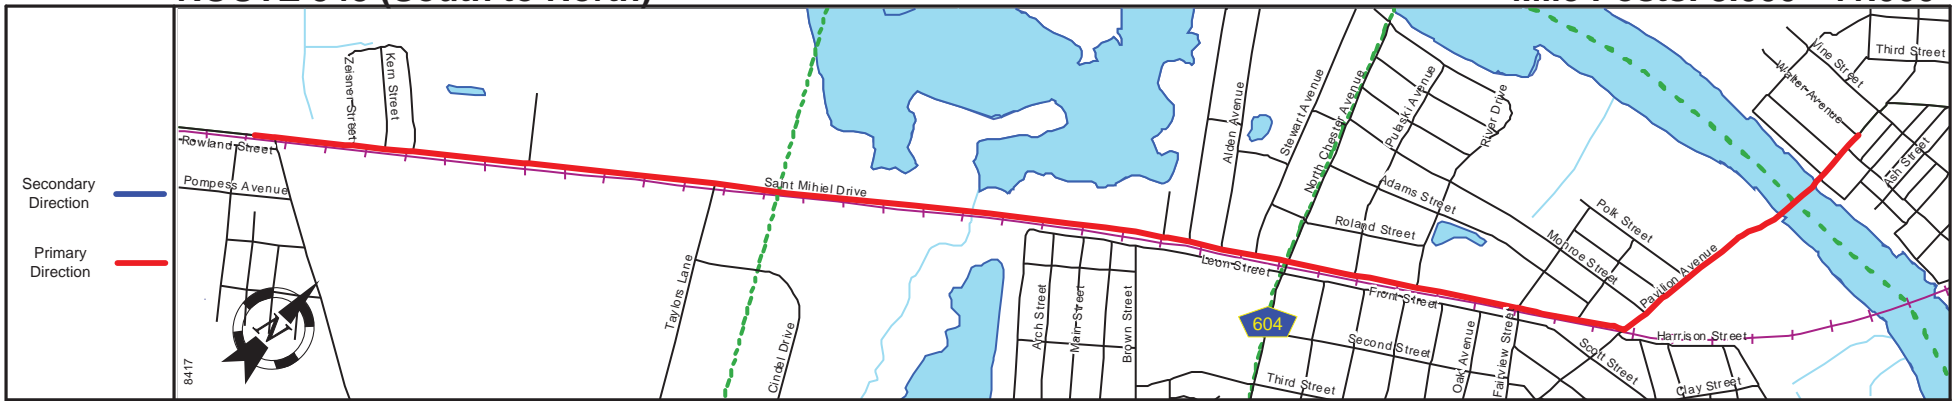 Secondary
Direction
Primary
Direction
Rowland Street
Pompess Avenue
Zeisner Street
Kern Street
Saint Mihiel Drive
Taylors Lane
Cindel Drive
Arch Street
Main Street
Brown Street
Leon Street
Alden Avenue
Stewart Avenue
North Chester Avenue
Pulaski Avenue
River Drive
Adams Street
Roland Street
Front Street
604
Second Street
Third Street
Oak Avenue
Fairview Street
Polk Street
Monroe Street
Pavilion Avenue
Harrison Street
Scott Street
Clay Street
Vine Street
Walter Avenue
Third Street
Ash Street
N
8417